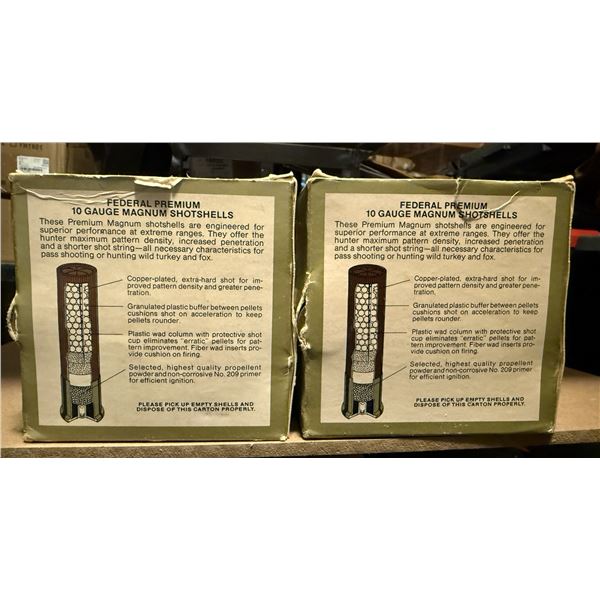 FEDERAL PREMIUM
10 GAUGE MAGNUM SHOTSHELLS
These Premium Magnum shotshells are engineered for
superior performance at extreme ranges. They offer the
hunter maximum pattern density, increased penetration
and a shorter shot string—all necessary characteristics for
pass shooting or hunting wild turkey and fox.
Copper-plated, extra-hard shot for im-
proved pattern density and greater pene-
tration.
Granulated plastic buffer between pellets
cushions shot on acceleration to keep
pellets rounder.
Plastic wad column with protective shot
cup eliminates "erratic" pellets for pat-
tern improvement. Fiber wad inserts pro-
vide cushion on firing.
Selected, highest quality propellent
powder and non-corrosive No. 209 primer
for efficient ignition.
PLEASE PICK UP EMPTY SHELLS AND
DISPOSE OF THIS CARTON PROPERLY.
FEDERAL PREMIUM
10 GAUGE MAGNUM SHOTSHELLS
These Premium Magnum shotshells are engineered for
superior performance at extreme ranges. They offer the
hunter maximum pattern density, increased penetration
and a shorter shot string—all necessary characteristics for
pass shooting or hunting wild turkey and fox.
Copper-plated, extra-hard shot for im-
proved pattern density and greater pene-
tration.
Granulated plastic buffer between pellets
cushions shot on acceleration to keep
pellets rounder.
Plastic wad column with protective shot
cup eliminates "erratic" pellets for pat-
tern improvement. Fiber wad inserts pro-
vide cushion on firing.
Selected, highest quality propellent
powder and non-corrosive No. 209 primer
for efficient ignition.
PLEASE PICK UP EMPTY SHELLS AND
DISPOSE OF THIS CARTON PROPERLY.